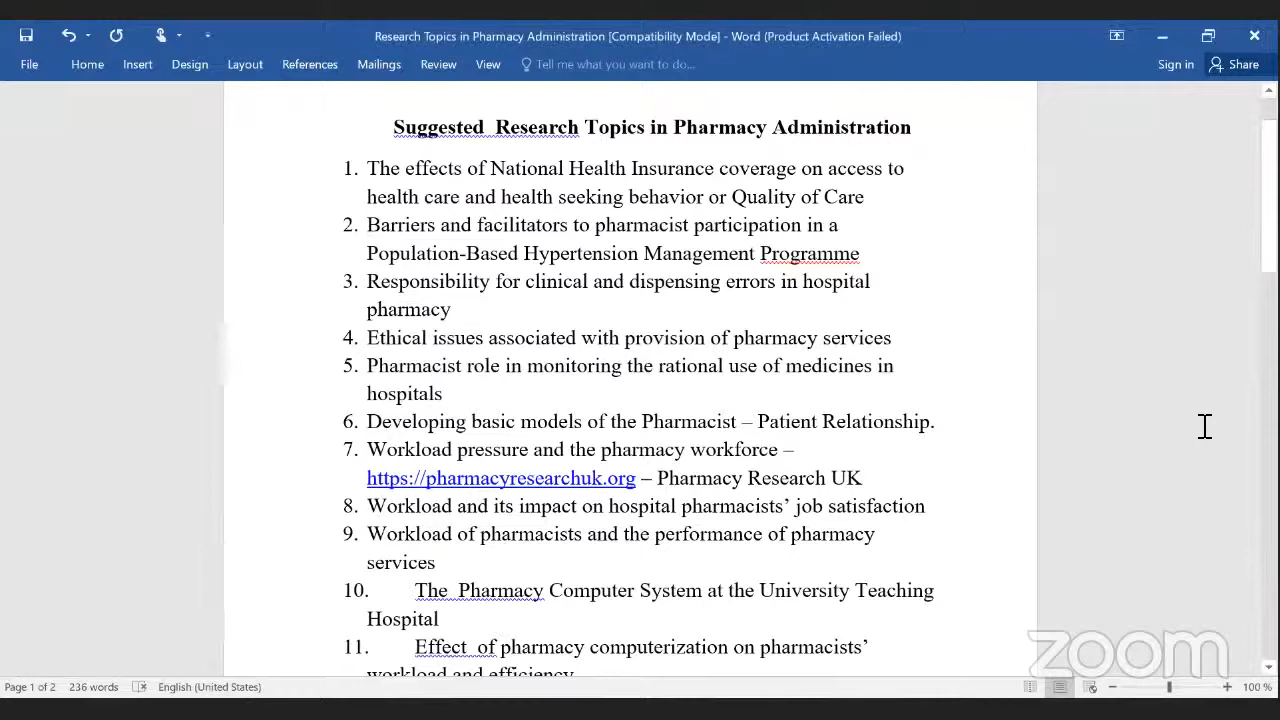 Research Topics in Pharmacy Administration [Compatibility Mode] - Word (Product Activation Failed)
File Home Insert Design Layout References Mailings Review View Tell me what you want to do... Sign in Share
Suggested  Research Topics in Pharmacy Administration
1. The effects of National Health Insurance coverage on access to
health care and health seeking behavior or Quality of Care
2. Barriers and facilitators to pharmacist participation in a
Population-Based Hypertension Management Programme
3. Responsibility for clinical and dispensing errors in hospital
pharmacy
4. Ethical issues associated with provision of pharmacy services
5. Pharmacist role in monitoring the rational use of medicines in
hospitals
6. Developing basic models of the Pharmacist – Patient Relationship.
7. Workload pressure and the pharmacy workforce –
https://pharmacyresearchuk.org – Pharmacy Research UK
8. Workload and its impact on hospital pharmacists’ job satisfaction
9. Workload of pharmacists and the performance of pharmacy
services
10. The  Pharmacy Computer System at the University Teaching
Hospital
11. Effect  of pharmacy computerization on pharmacists’
workload and efficiency
zoom
Page 1 of 2 236 words English (United States) 100 %